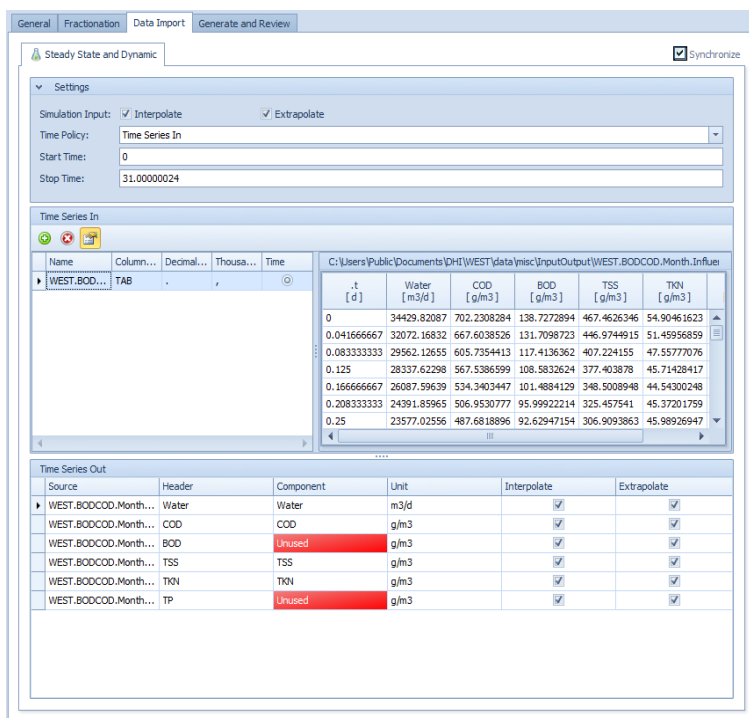 General Fractionation Data Import Generate and Review
Steady State and Dynamic Synchronize
Settings
Simulation Input: Interpolate Extrapolate
Time Policy: Time Series In
Start Time: 0
Stop Time: 31.00000024
Time Series In
Name Column... Decimal... Thousa... Time
WEST.BOD... TAB . ,
C:\Users\Public\Documents\DHI\WEST\data\misc\InputOutput\WEST.BODCOD.Month.Influer
.t Water COD BOD TSS TKN
[d] [m3/d] [g/m3] [g/m3] [g/m3] [g/m3]
0 34429.82087 702.2308284 138.7272894 467.4626346 54.90461623
0.041666667 32072.16832 667.6038526 131.7098723 446.9744915 51.45956859
0.083333333 29562.12655 605.7354413 117.4136362 407.224155 47.55777076
0.125 28337.62298 567.5386599 108.5832624 377.403878 45.71428417
0.166666667 26087.59639 534.3403447 101.4884129 348.5008948 44.54300248
0.208333333 24391.85965 506.9530777 95.99922214 325.457541 45.37201759
0.25 23577.02556 487.6818896 92.62947154 306.9093863 45.98926947
Time Series Out
Source Header Component Unit Interpolate Extrapolate
WEST.BODCOD.Month... Water Water m3/d
WEST.BODCOD.Month... COD COD g/m3
WEST.BODCOD.Month... BOD Unused g/m3
WEST.BODCOD.Month... TSS TSS g/m3
WEST.BODCOD.Month... TKN TKN g/m3
WEST.BODCOD.Month... TP Unused g/m3